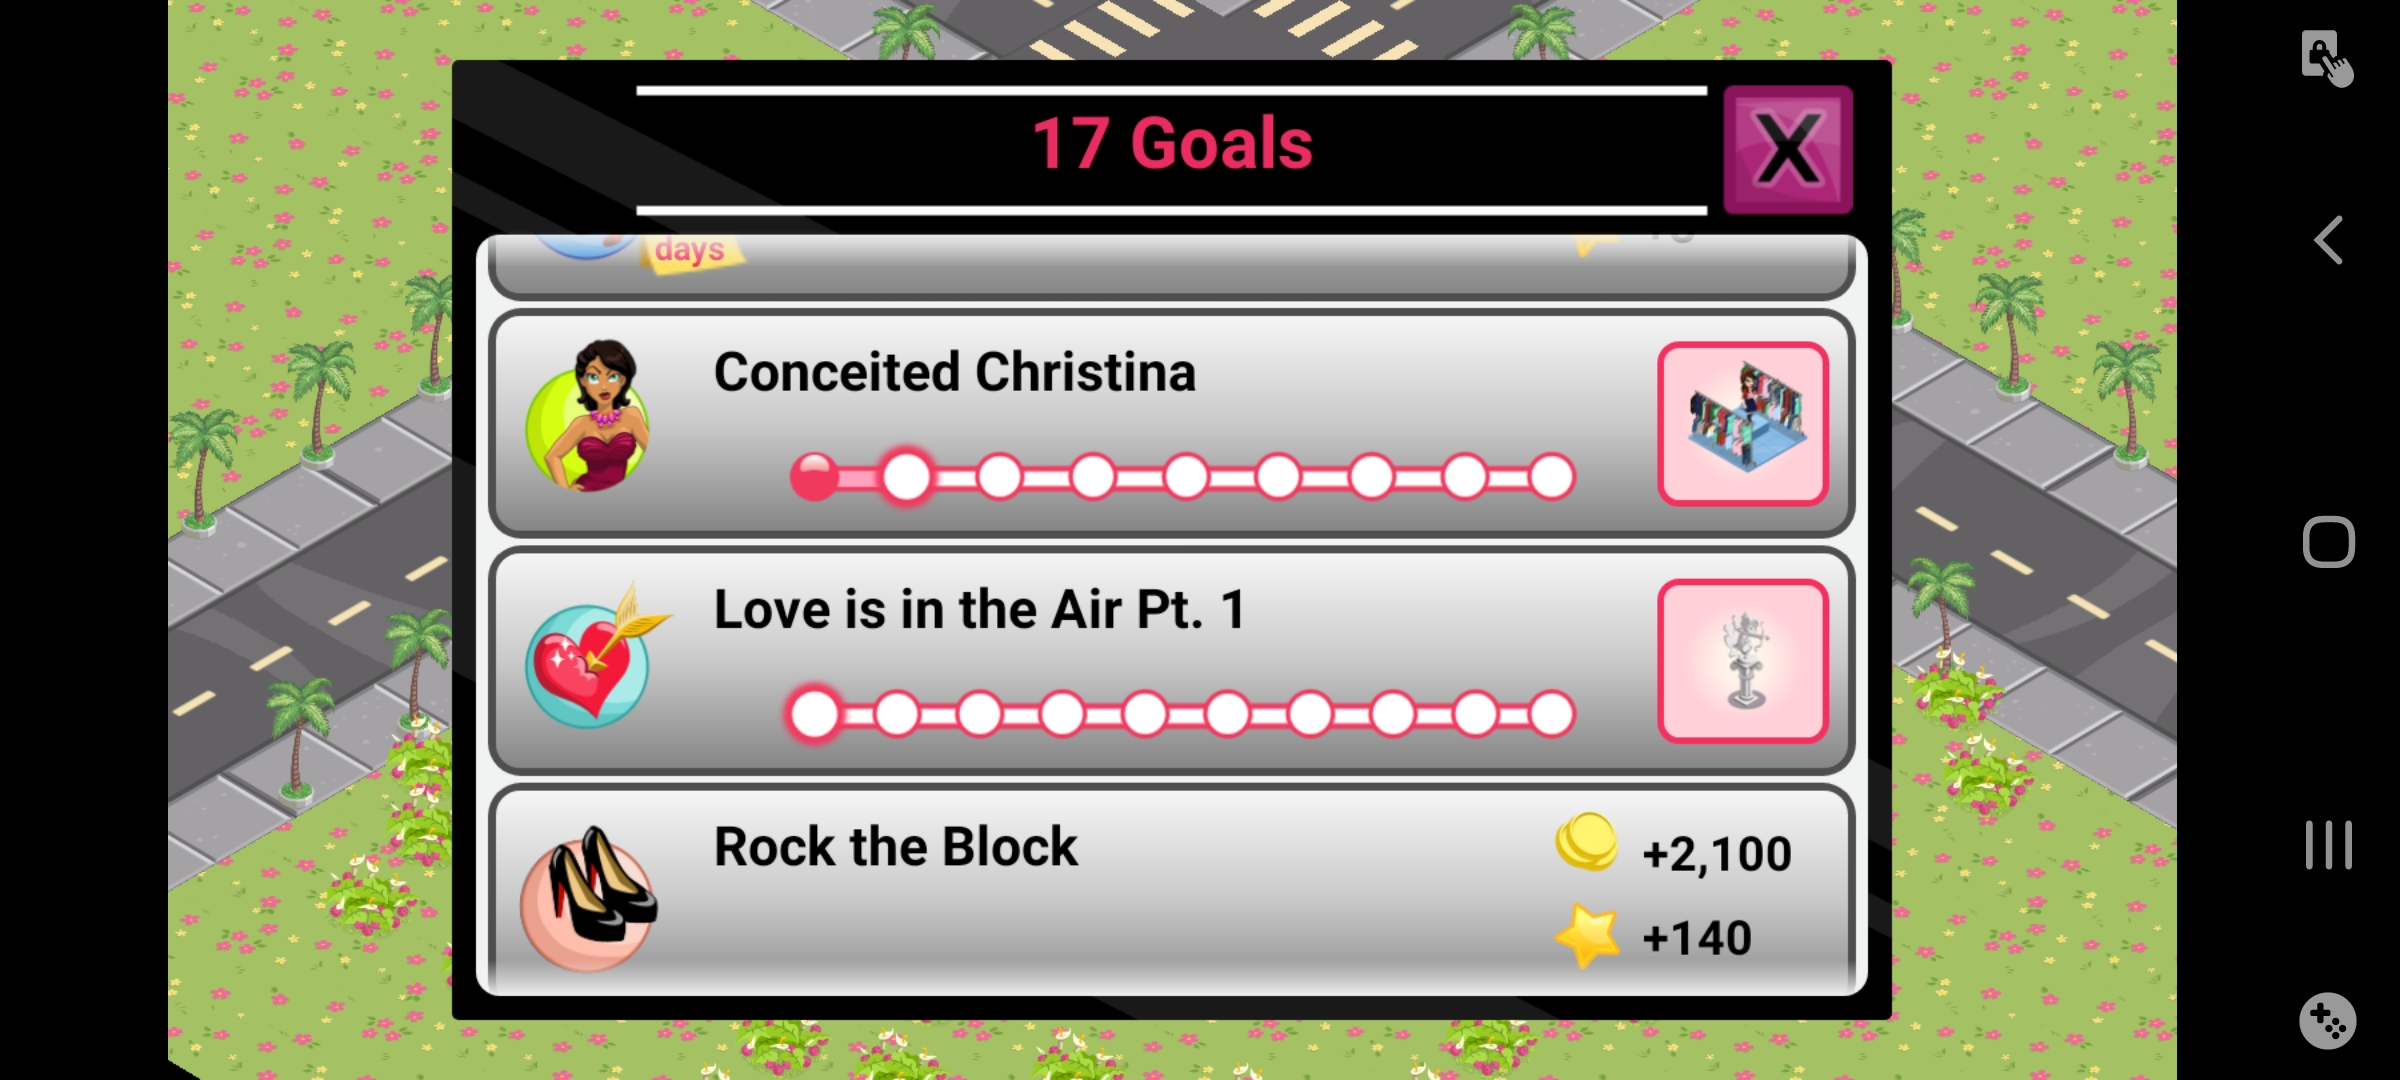 17 Goals
X
days
Conceited Christina
Love is in the Air Pt. 1
Rock the Block
+2,100
+140